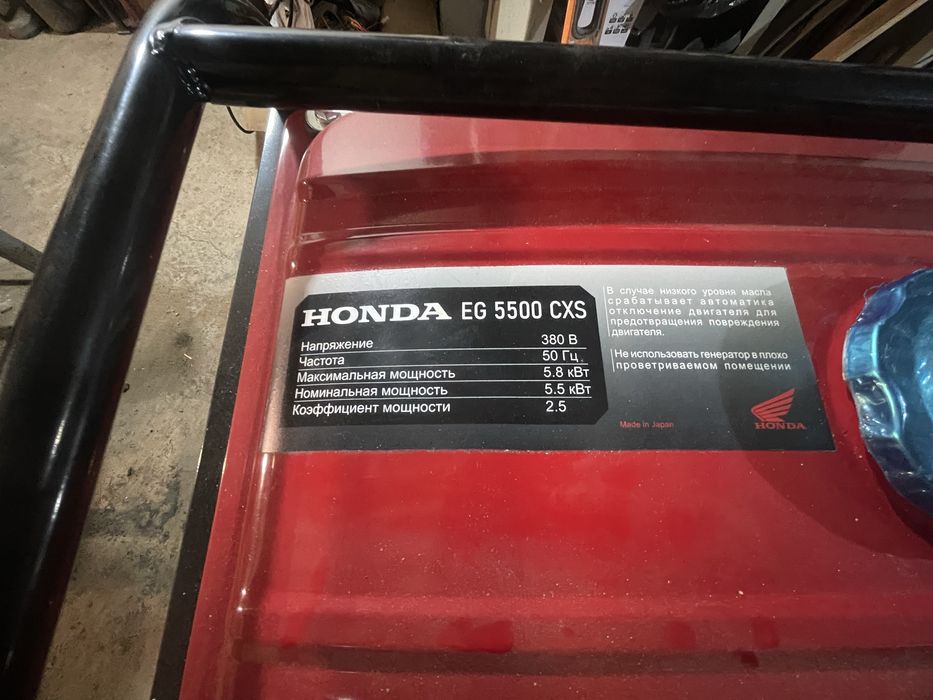 HONDA EG 5500 CXS
Напряжение 380 В
Частота 50 Гц
Максимальная мощность 5.8 кВт
Номинальная мощность 5.5 кВт
Коэффициент мощности 2.5
В случае низкого уровня масла
срабатывает автоматика
отключение двигателя для
предотвращения повреждения
двигателя.
Не использовать генератор в плохо
проветриваемом помещении
Made in Japan
HONDA